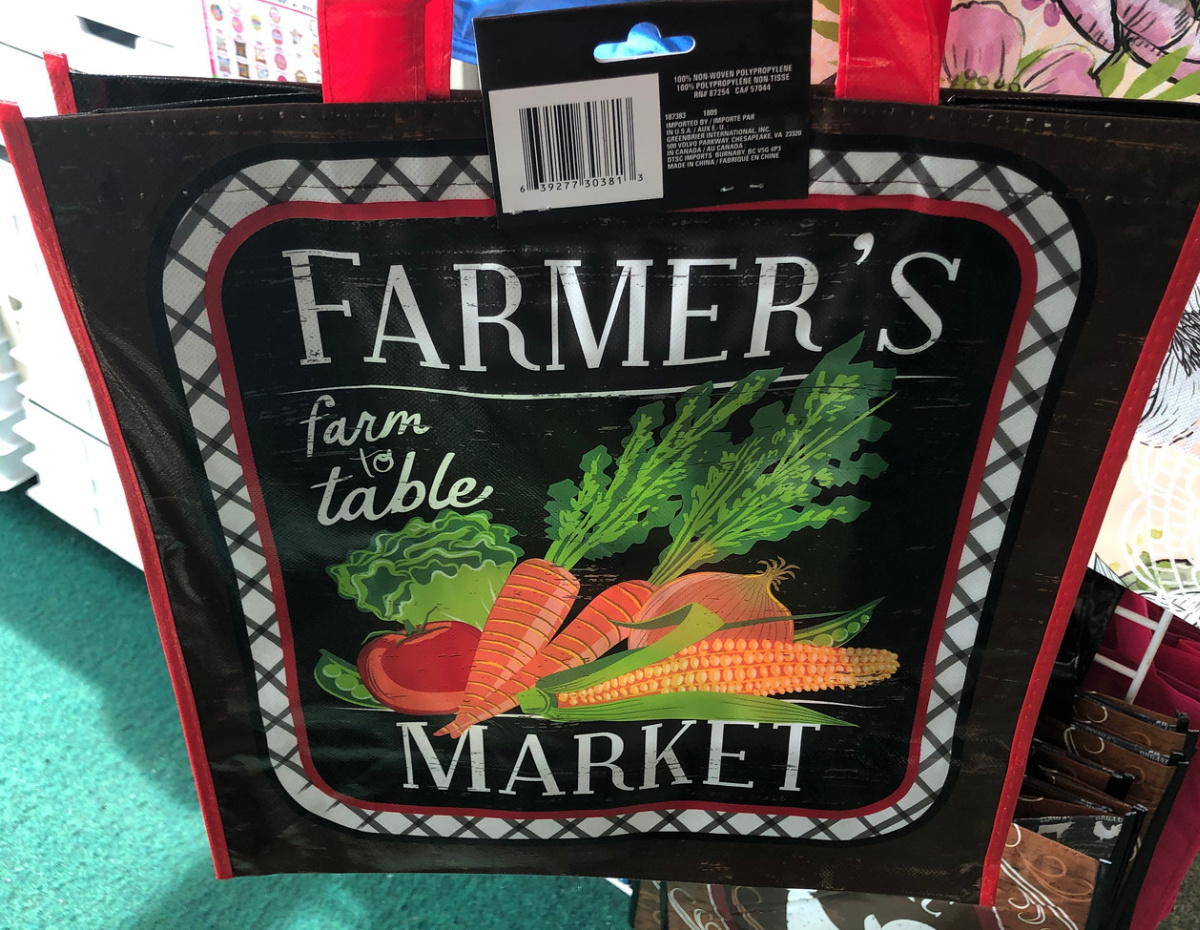 100% NON-WOVEN POLYPROPYLENE
100% POLYPROPYLÈNE NON TISSE
RN# 87254 CA# 57044
187383 1809
IMPORTED BY / IMPORTÉ PAR
IN U.S.A. / AUX É.-U.
GREENBRIER INTERNATIONAL, INC.
500 VOLVO PARKWAY, CHESAPEAKE, VA 23320
IN CANADA / AU CANADA :
DTSC IMPORTS BURNABY, BC V5G 4P3
MADE IN CHINA / FABRIQUÉ EN CHINE
6 39277 30381 3
FARMER'S
farm
to
table
MARKET